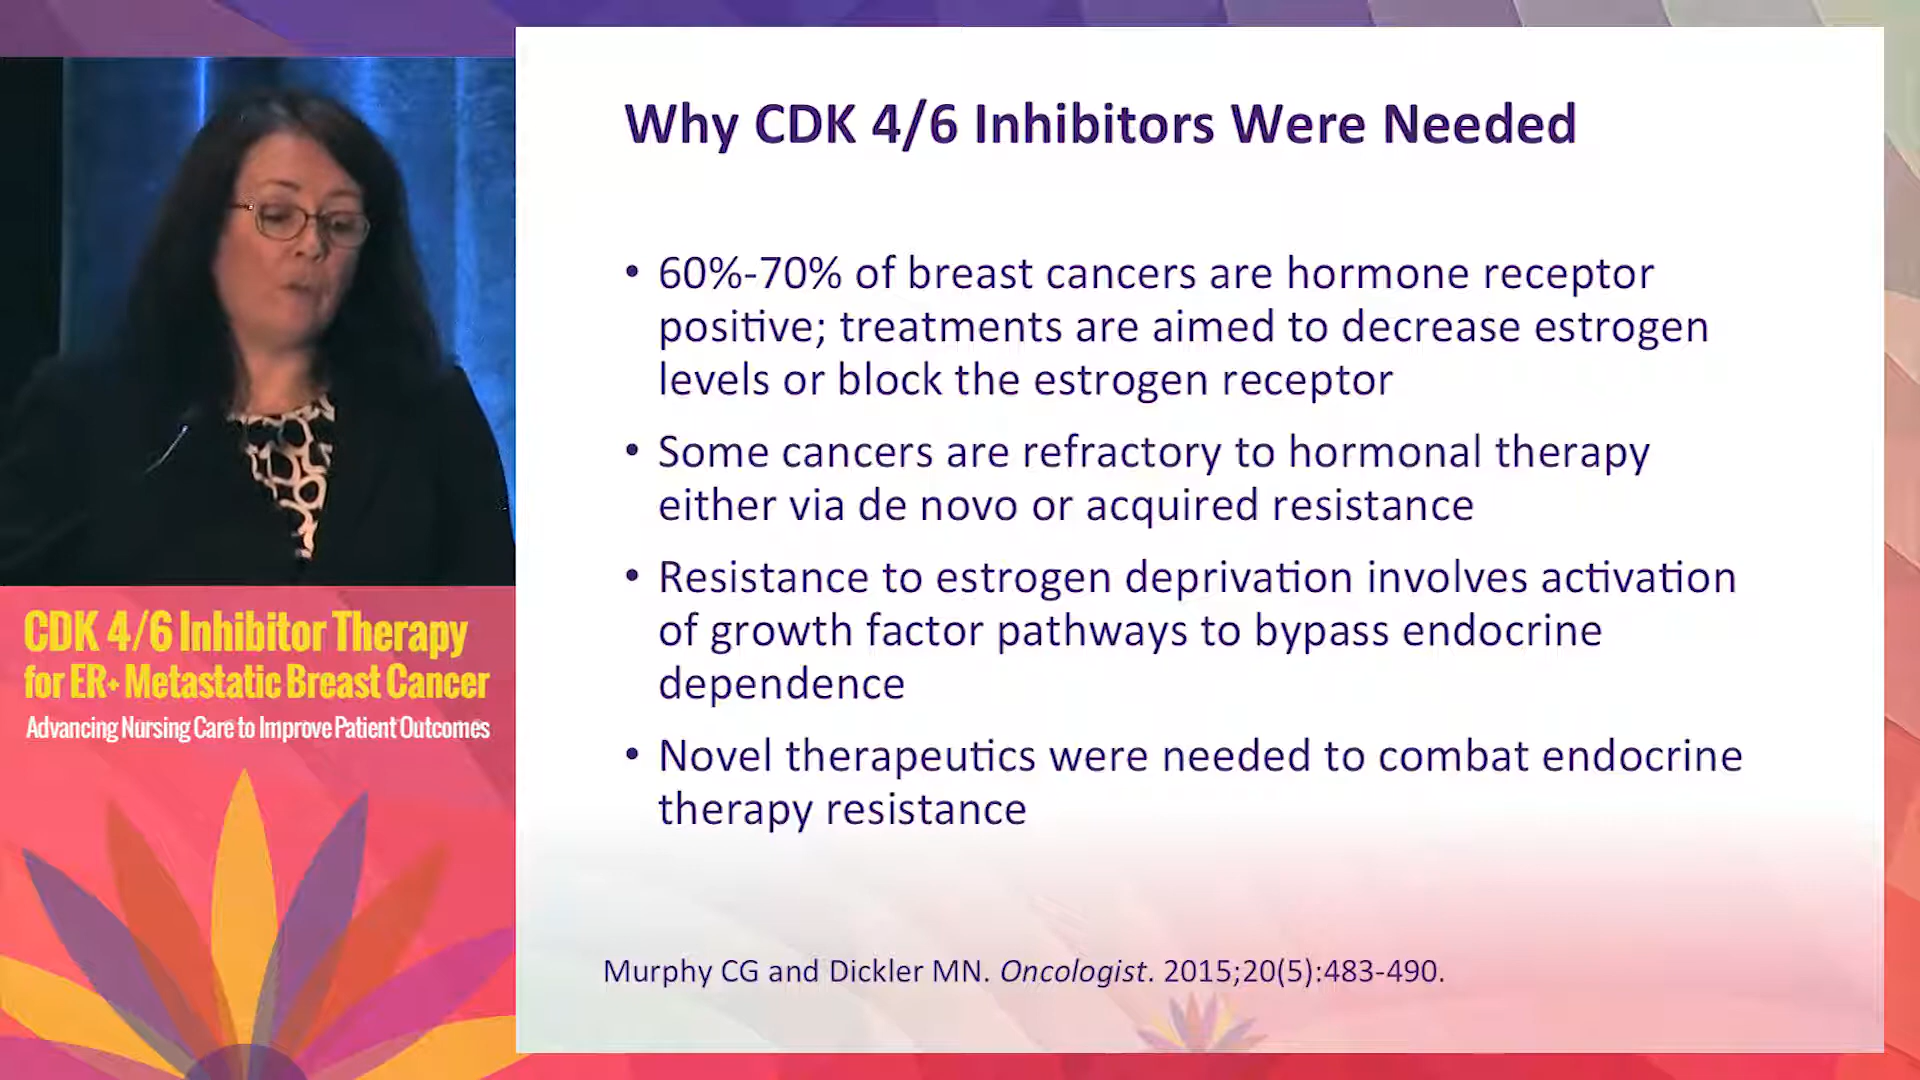 Why CDK 4/6 Inhibitors Were Needed
• 60%-70% of breast cancers are hormone receptor
positive; treatments are aimed to decrease estrogen
levels or block the estrogen receptor
• Some cancers are refractory to hormonal therapy
either via de novo or acquired resistance
• Resistance to estrogen deprivation involves activation
of growth factor pathways to bypass endocrine
dependence
• Novel therapeutics were needed to combat endocrine
therapy resistance
Murphy CG and Dickler MN. Oncologist. 2015;20(5):483-490.
CDK 4/6 Inhibitor Therapy
for ER+ Metastatic Breast Cancer
Advancing Nursing Care to Improve Patient Outcomes